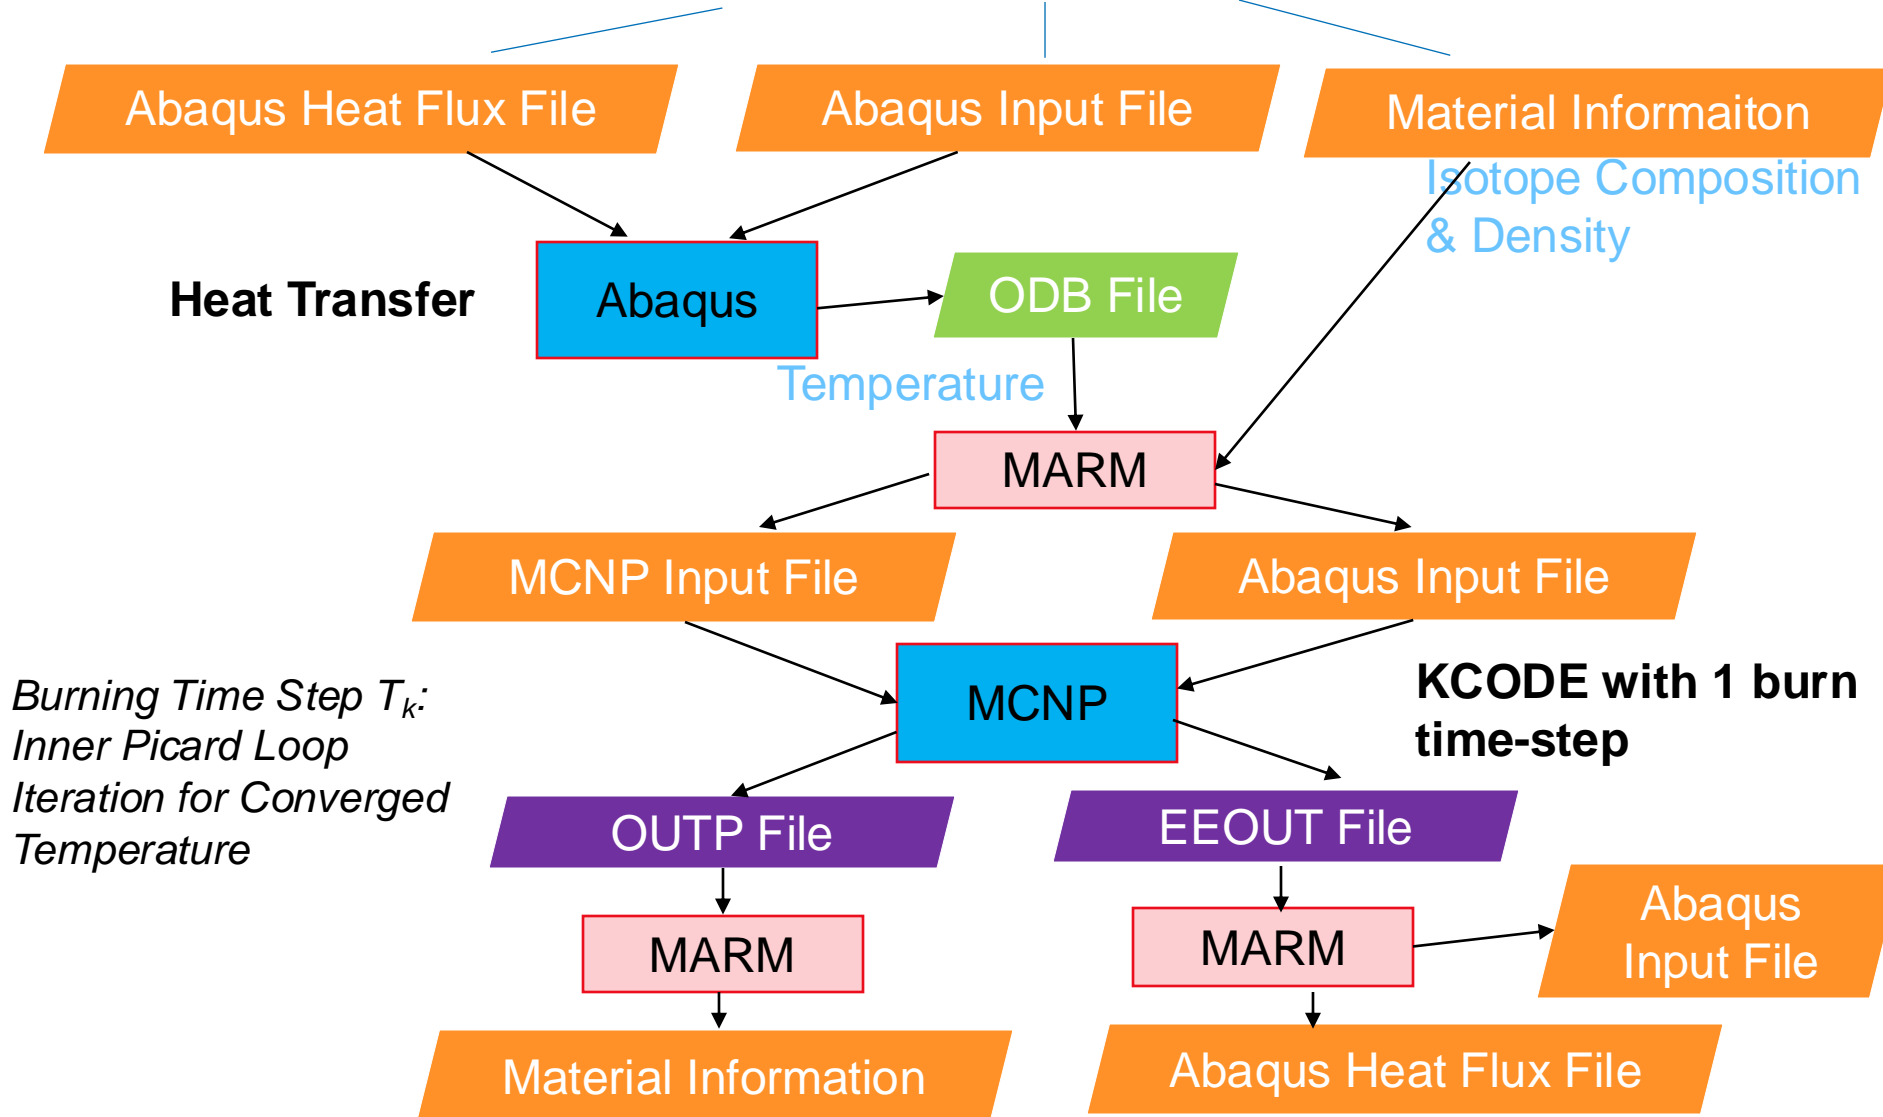 Abaqus Heat Flux File
Abaqus Input File
Material Informaiton
Isotope Composition
& Density
Heat Transfer
Abaqus
ODB File
Temperature
MARM
MCNP Input File
Abaqus Input File
MCNP
KCODE with 1 burn
time-step
Burning Time Step Tk:
Inner Picard Loop
Iteration for Converged
Temperature
OUTP File
EEOUT File
MARM
MARM
Abaqus
Input File
Material Information
Abaqus Heat Flux File